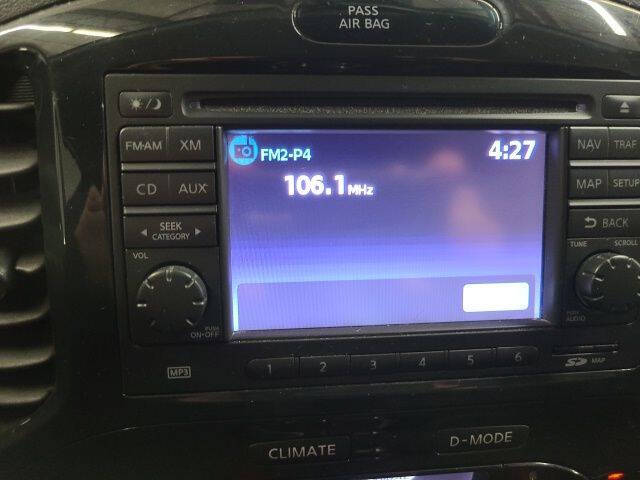 PASS
AIR BAG
FM2-P4
4:27
106.1 MHz
FM·AM
XM
CD
AUX
SEEK
CATEGORY
VOL
PUSH
ON·OFF
MP3
NAV
TRAF
MAP
SETUP
BACK
TUNE
SCROLL
PUSH
AUDIO
1
2
3
4
5
6
SD MAP
CLIMATE
D-MODE